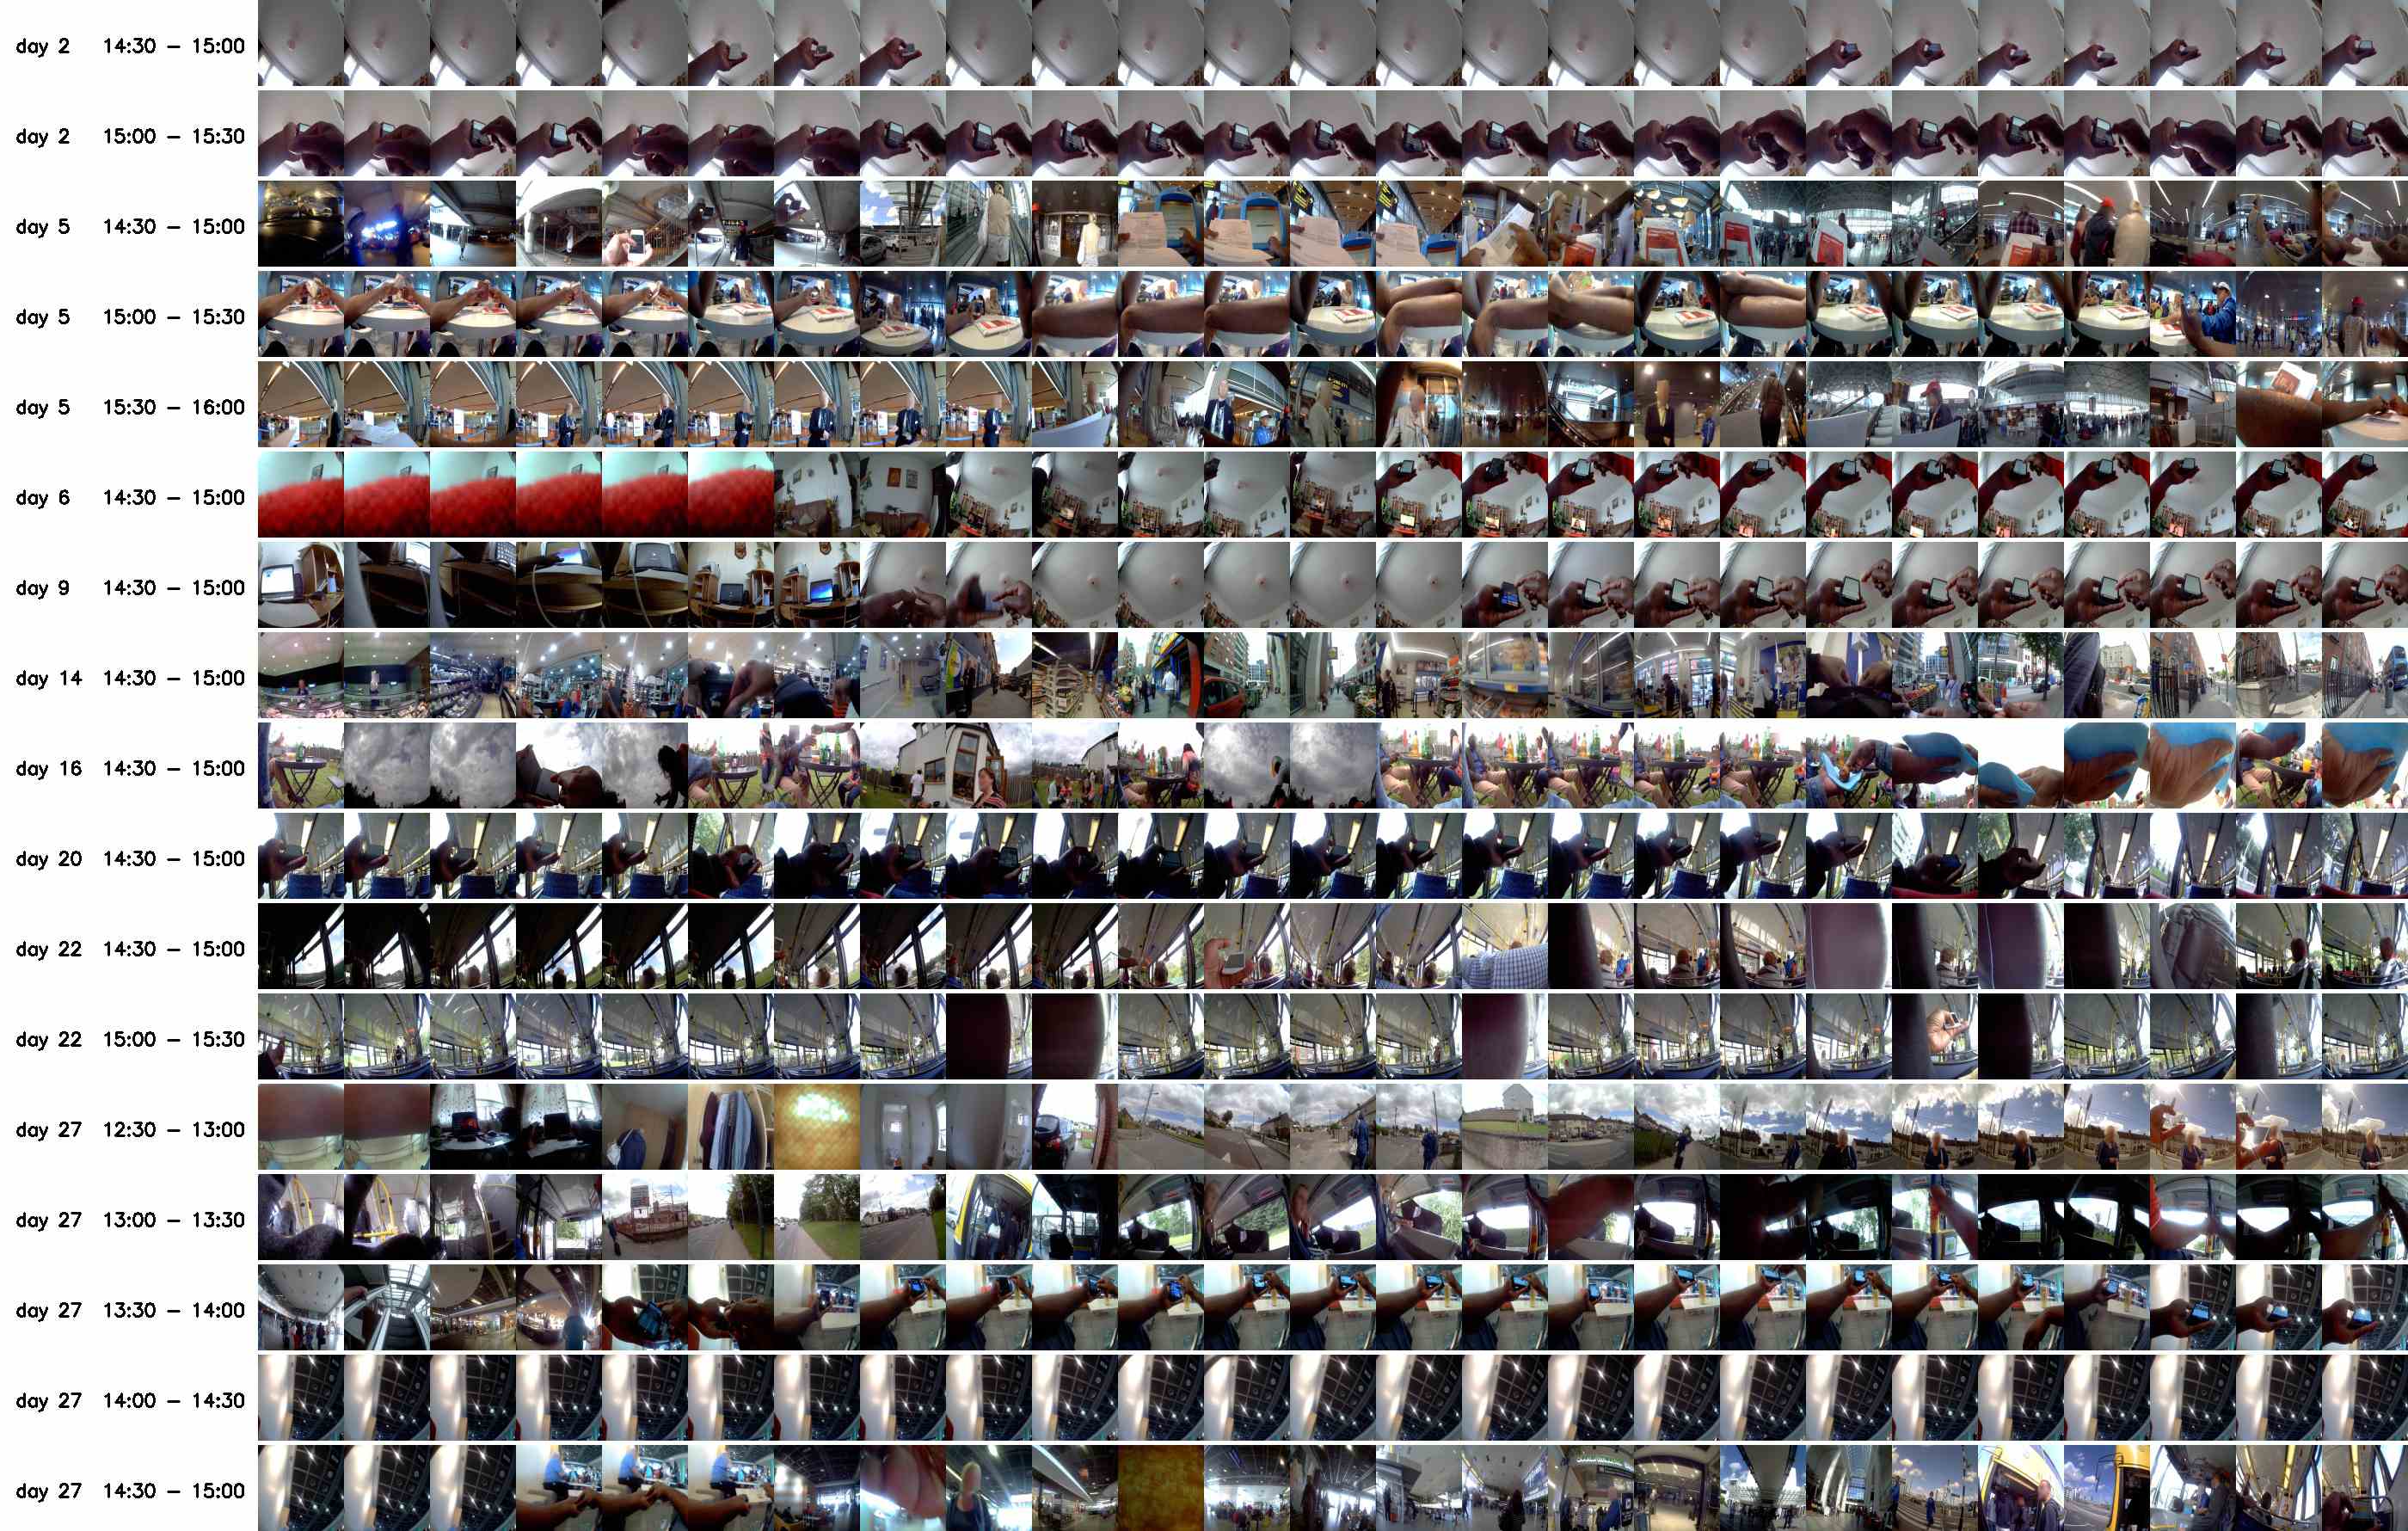 day 2 14:30 - 15:00
day 2 15:00 - 15:30
day 5 14:30 - 15:00
day 5 15:00 - 15:30
day 5 15:30 - 16:00
day 6 14:30 - 15:00
day 9 14:30 - 15:00
day 14 14:30 - 15:00
day 16 14:30 - 15:00
day 20 14:30 - 15:00
day 22 14:30 - 15:00
day 22 15:00 - 15:30
day 27 12:30 - 13:00
day 27 13:00 - 13:30
day 27 13:30 - 14:00
day 27 14:00 - 14:30
day 27 14:30 - 15:00